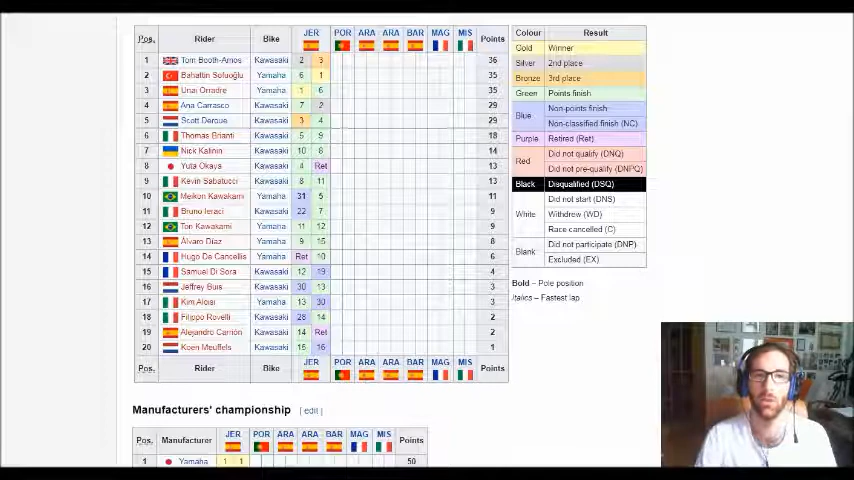 Pos. Rider Bike JER POR ARA ARA BAR MAG MIS Points
1 Tom Booth-Amos Kawasaki 2 3 36
2 Bahattin Sofuoğlu Yamaha 6 1 35
3 Unai Orradre Yamaha 1 6 35
4 Ana Carrasco Kawasaki 7 2 29
5 Scott Deroue Kawasaki 3 4 29
6 Thomas Brianti Kawasaki 5 9 18
7 Nick Kalinin Kawasaki 10 8 14
8 Yuta Okaya Kawasaki 4 Ret 13
9 Kevin Sabatucci Kawasaki 8 11 13
10 Meikon Kawakami Yamaha 31 5 11
11 Bruno Ieraci Kawasaki 22 7 9
12 Ton Kawakami Yamaha 11 12 9
13 Álvaro Díaz Yamaha 9 15 8
14 Hugo De Cancellis Yamaha Ret 10 6
15 Samuel Di Sora Kawasaki 12 19 4
16 Jeffrey Buis Kawasaki 30 13 3
17 Kim Aloisi Yamaha 13 30 3
18 Filippo Rovelli Kawasaki 28 14 2
19 Alejandro Carrión Kawasaki 14 Ret 2
20 Koen Meuffels Kawasaki 15 16 1
Pos. Rider Bike JER POR ARA ARA BAR MAG MIS Points
Colour Result
Gold Winner
Silver 2nd place
Bronze 3rd place
Green Points finish
Blue Non-points finish
Non-classified finish (NC)
Purple Retired (Ret)
Red Did not qualify (DNQ)
Did not pre-qualify (DNPQ)
Black Disqualified (DSQ)
White Did not start (DNS)
Withdrew (WD)
Race cancelled (C)
Blank Did not participate (DNP)
Excluded (EX)
Bold – Pole position
Italics – Fastest lap
Manufacturers' championship [ edit ]
Pos. Manufacturer JER POR ARA ARA BAR MAG MIS Points
1 Yamaha 1 1 50